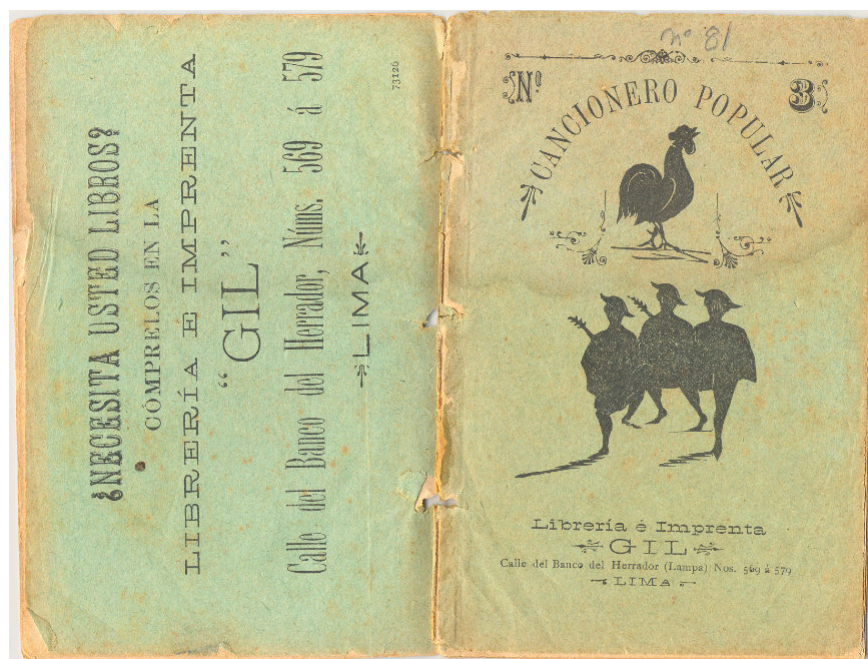 ¿NECESITA USTED LIBROS?
CÓMPRELOS EN LA
LIBRERÍA É IMPRENTA
“GIL”
Calle del Banco del Herrador, Núms. 569 á 579
LIMA
73120
nº 81
Nº 3
CANCIONERO POPULAR
Librería é Imprenta
GIL
Calle del Banco del Herrador (Lampa) Nos. 569 á 579
LIMA